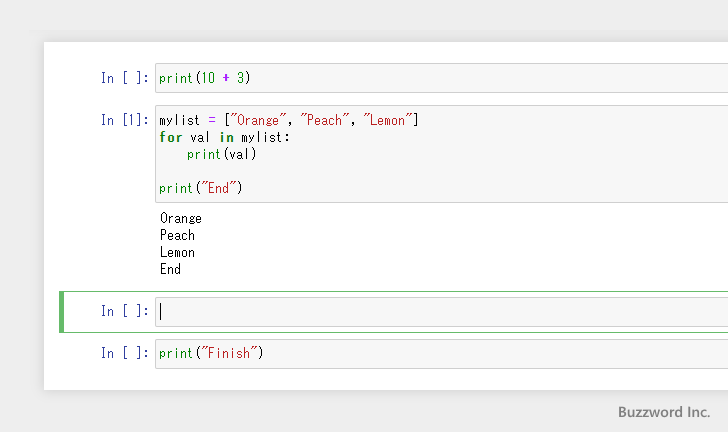 In [ ]: print(10 + 3)
In [1]: mylist = ["Orange", "Peach", "Lemon"]
for val in mylist:
    print(val)
print("End")
Orange
Peach
Lemon
End
In [ ]:
In [ ]: print("Finish")
Buzzword Inc.